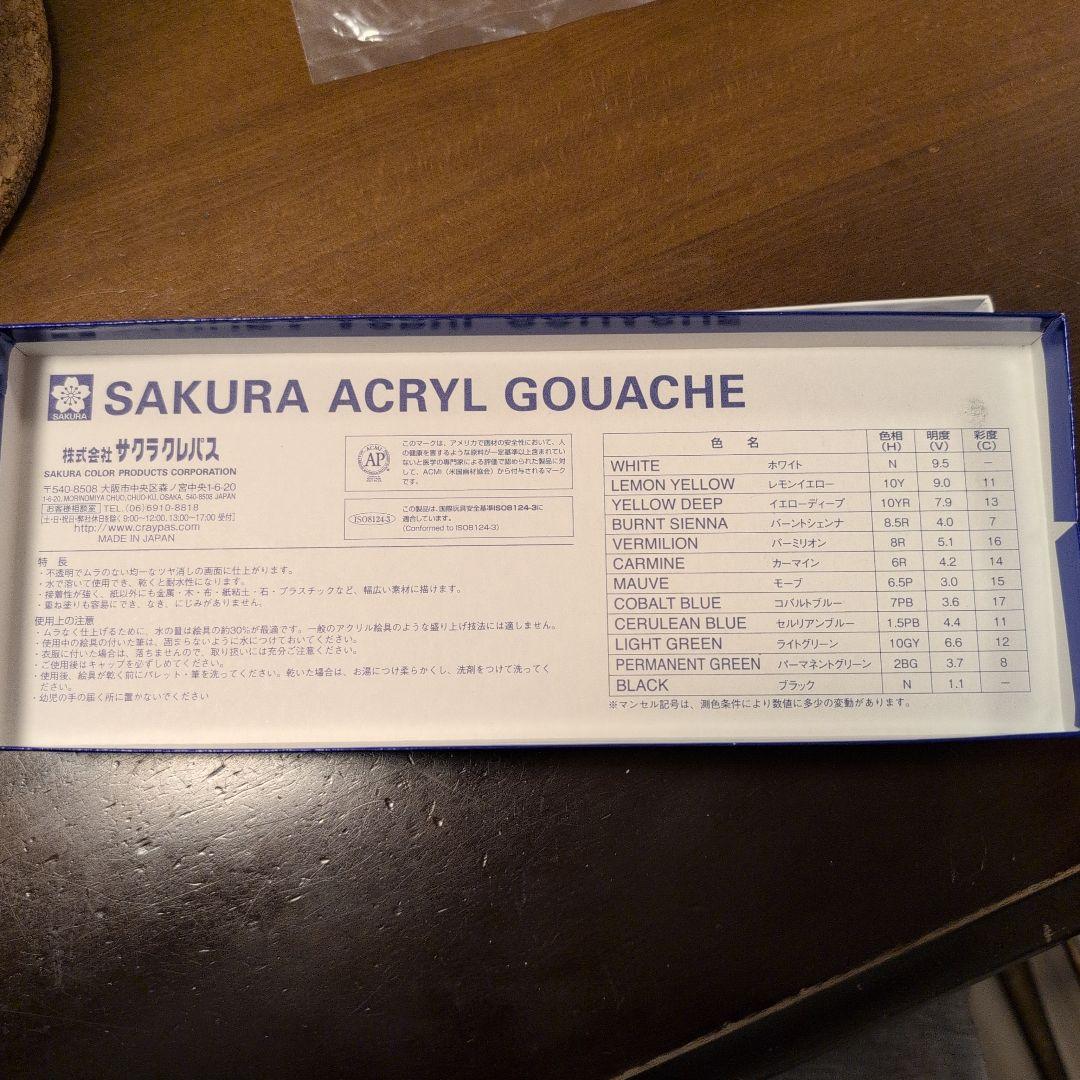 SAKURA
SAKURA ACRYL GOUACHE
株式会社サクラクレパス
SAKURA COLOR PRODUCTS CORPORATION
〒540-8508 大阪市中央区森ノ宮中央1-6-20
1-6-20, MORINOMIYA CHUO, CHUO-KU, OSAKA, 540-8508 JAPAN
お客様相談室 TEL.(06)6910-8818
[土・日・祝日・弊社休日を除く 9:00〜12:00, 13:00〜17:00 受付]
http://www.craypas.com
MADE IN JAPAN
ACMI
AP
このマークは、アメリカで画材の安全性において、人
の健康を害するような原料が一定基準以上含まれてい
ないと医学の専門家による評価で認められた製品に対
して、ACMI(米国画材協会)から付与されるマーク
です。
ISO8124-3
この製品は、国際玩具安全基準ISO8124-3に
適合しています。
(Conformed to ISO8124-3)
特 長
・不透明でムラのない均一なツヤ消しの画面に仕上がります。
・水で溶いて使用でき、乾くと耐水性になります。
・接着性が強く、紙以外にも金属・木・布・紙粘土・石・プラスチックなど、幅広い素材に描けます。
・重ね塗りも容易にでき、なき、にじみがありません。
使用上の注意
・ムラなく仕上げるために、水の量は絵具の約30%が最適です。一般のアクリル絵具のような盛り上げ技法には適しません。
・使用中の絵具の付いた筆は、固まらないように水につけておいてください。
・衣服に付いた場合は、落ちませんので、取り扱いには充分ご注意ください。
・ご使用後はキャップを必ずしめてください。
・使用後、絵具が乾く前にパレット・筆を洗ってください。乾いた場合は、お湯につけ柔らかくし、洗剤をつけて洗ってく
ださい。
・幼児の手の届く所に置かないでください
色 名 色相(H) 明度(V) 彩度(C)
WHITE ホワイト N 9.5 −
LEMON YELLOW レモンイエロー 10Y 9.0 11
YELLOW DEEP イエローディープ 10YR 7.9 13
BURNT SIENNA バーントシェンナ 8.5R 4.0 7
VERMILION バーミリオン 8R 5.1 16
CARMINE カーマイン 6R 4.2 14
MAUVE モーブ 6.5P 3.0 15
COBALT BLUE コバルトブルー 7PB 3.6 17
CERULEAN BLUE セルリアンブルー 1.5PB 4.4 11
LIGHT GREEN ライトグリーン 10GY 6.6 12
PERMANENT GREEN パーマネントグリーン 2BG 3.7 8
BLACK ブラック N 1.1 −
※マンセル記号は、測色条件により数値に多少の変動があります。